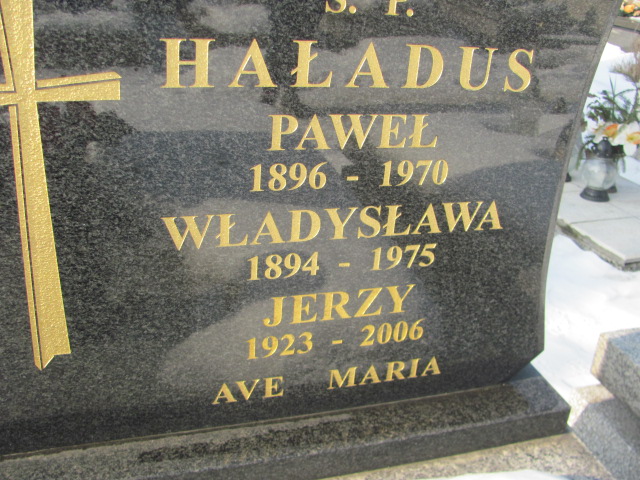 Ś. P.
HAŁADUS
PAWEŁ
1896 - 1970
WŁADYSŁAWA
1894 - 1975
JERZY
1923 - 2006
AVE MARIA